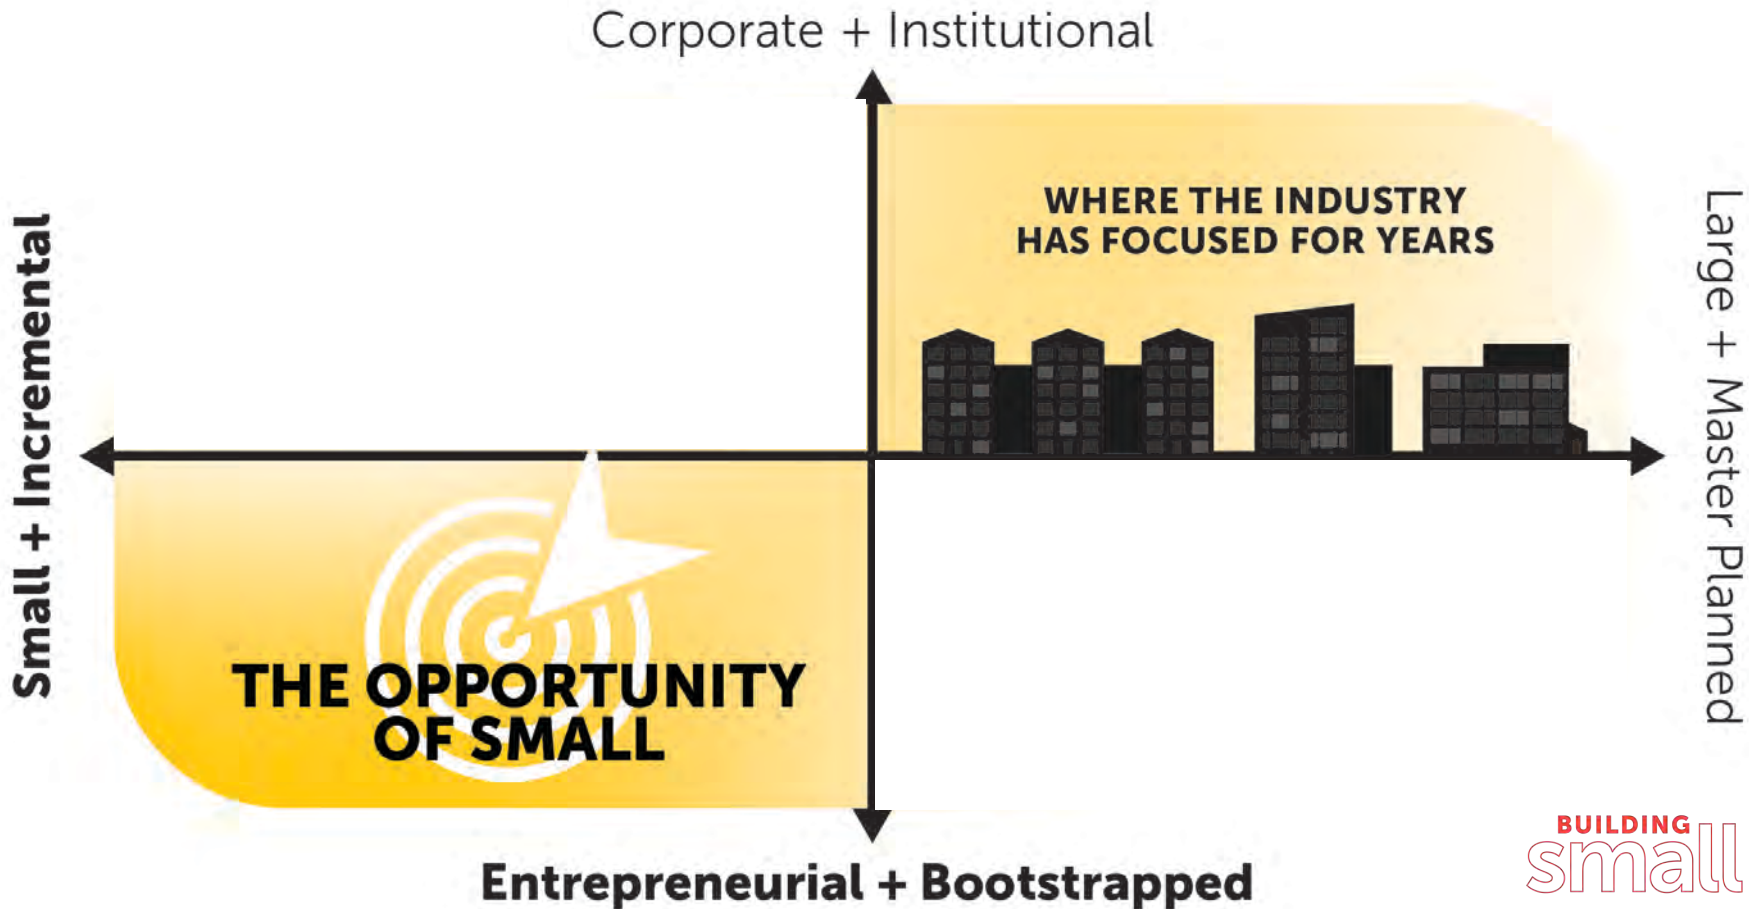 Corporate + Institutional
WHERE THE INDUSTRY
HAS FOCUSED FOR YEARS
Small + Incremental
Large + Master Planned
THE OPPORTUNITY
OF SMALL
Entrepreneurial + Bootstrapped
BUILDING
small